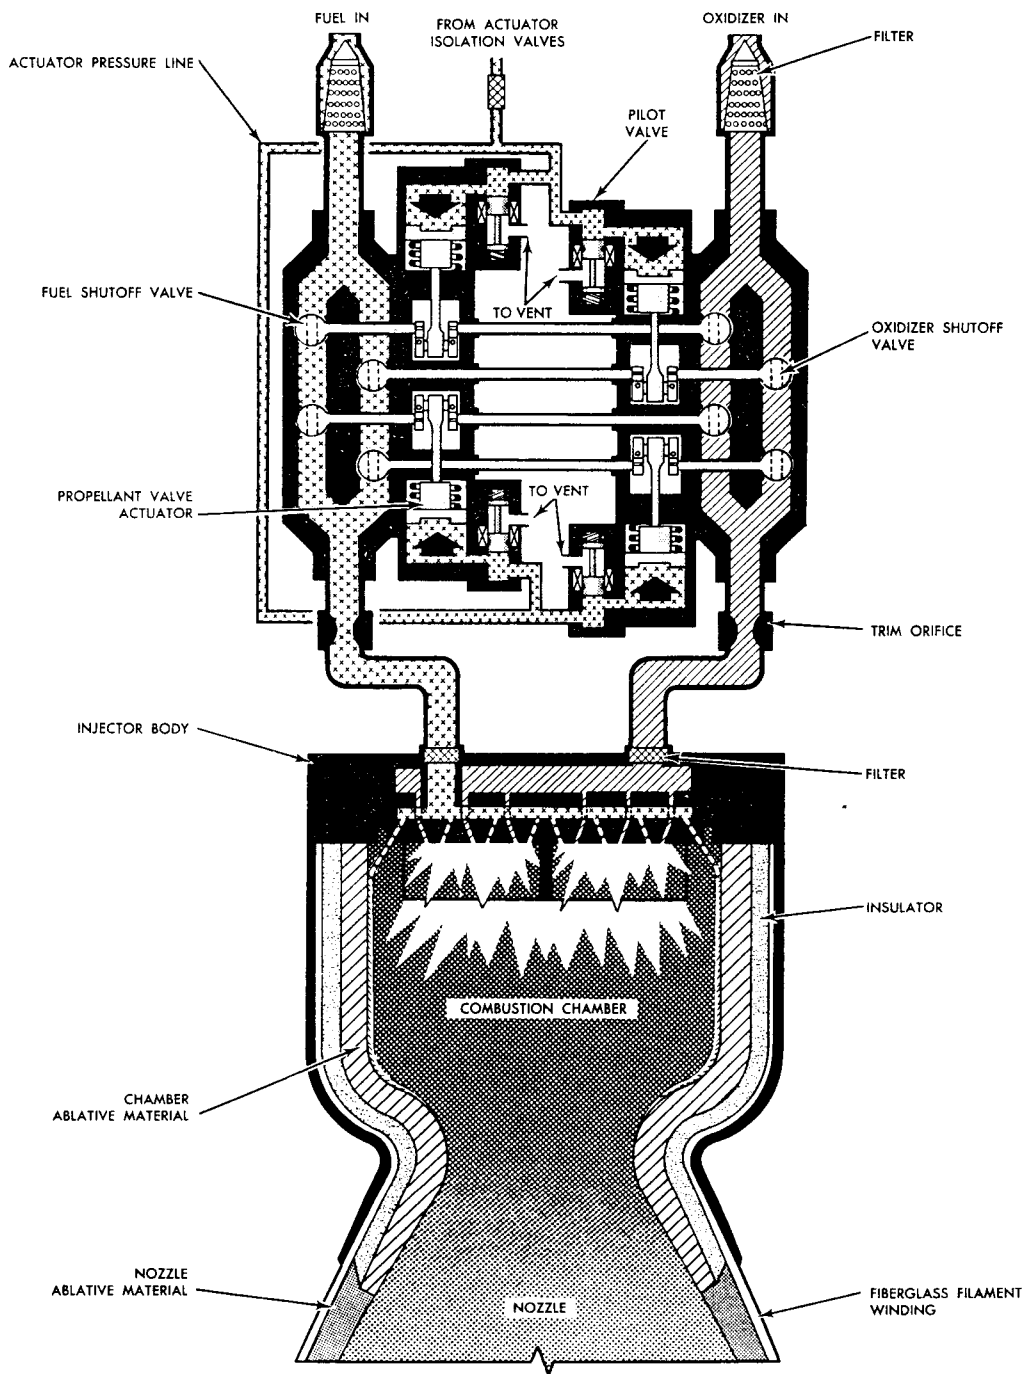 FUEL IN
FROM ACTUATOR
ISOLATION VALVES
OXIDIZER IN
FILTER
ACTUATOR PRESSURE LINE
PILOT
VALVE
FUEL SHUTOFF VALVE
TO VENT
OXIDIZER SHUTOFF
VALVE
PROPELLANT VALVE
ACTUATOR
TO VENT
TRIM ORIFICE
INJECTOR BODY
FILTER
INSULATOR
COMBUSTION CHAMBER
CHAMBER
ABLATIVE MATERIAL
NOZZLE
ABLATIVE MATERIAL
NOZZLE
FIBERGLASS FILAMENT
WINDING